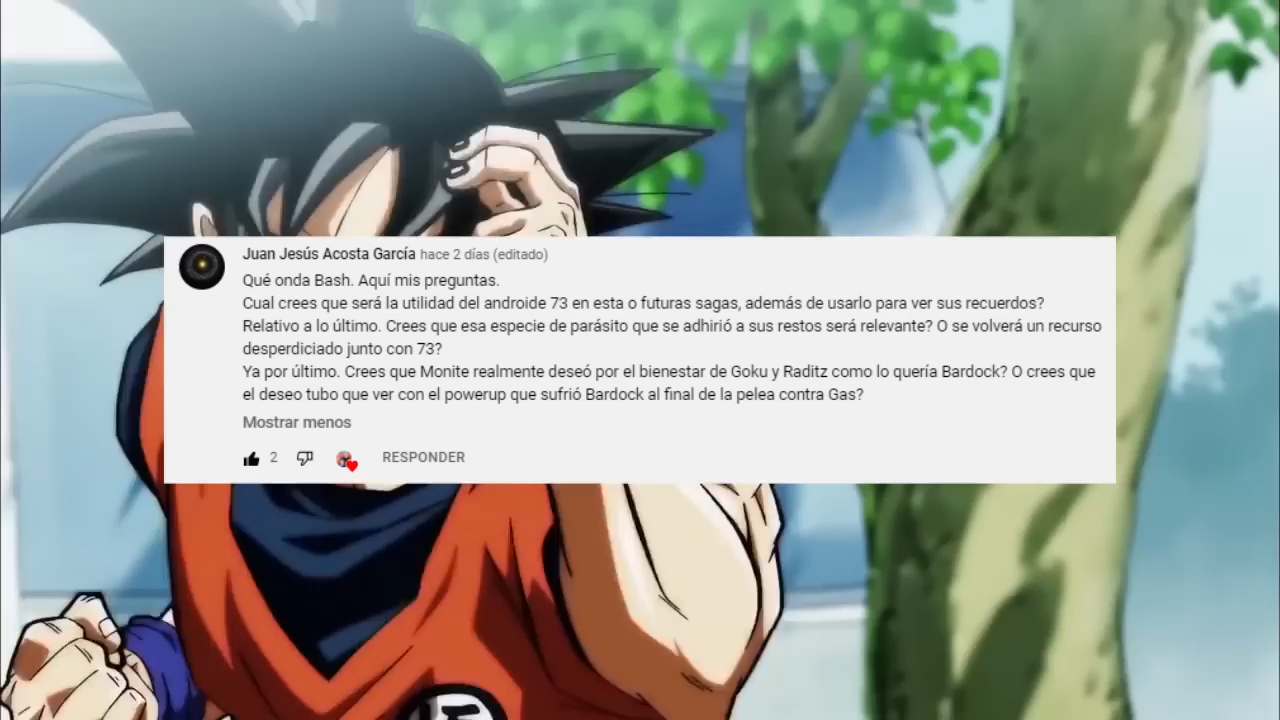 Juan Jesús Acosta García hace 2 días (editado)
Qué onda Bash. Aquí mis preguntas.
Cual crees que será la utilidad del androide 73 en esta o futuras sagas, además de usarlo para ver sus recuerdos?
Relativo a lo último. Crees que esa especie de parásito que se adhirió a sus restos será relevante? O se volverá un recurso
desperdiciado junto con 73?
Ya por último. Crees que Monite realmente deseó por el bienestar de Goku y Raditz como lo quería Bardock? O crees que
el deseo tubo que ver con el powerup que sufrió Bardock al final de la pelea contra Gas?
Mostrar menos
2 RESPONDER